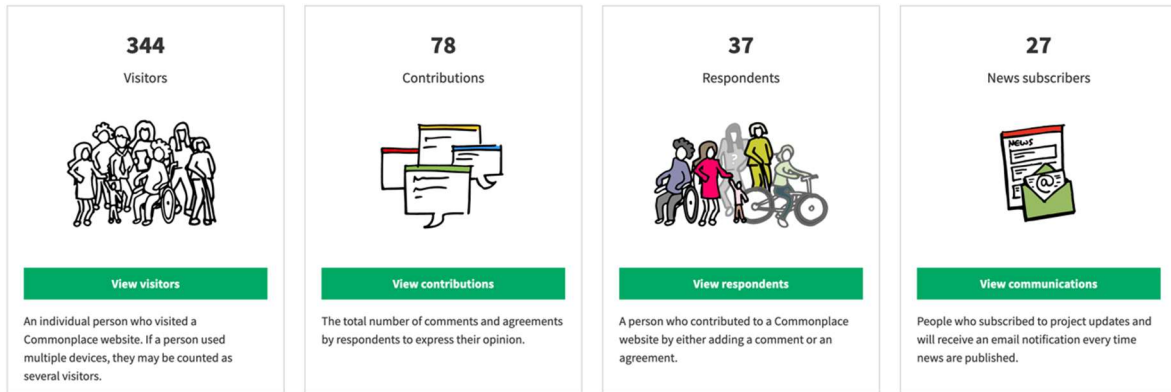 344
Visitors
View visitors
An individual person who visited a
Commonplace website. If a person used
multiple devices, they may be counted as
several visitors.
78
Contributions
View contributions
The total number of comments and agreements
by respondents to express their opinion.
37
Respondents
?
View respondents
A person who contributed to a Commonplace
website by either adding a comment or an
agreement.
27
News subscribers
NEWS
@
View communications
People who subscribed to project updates and
will receive an email notification every time
news are published.